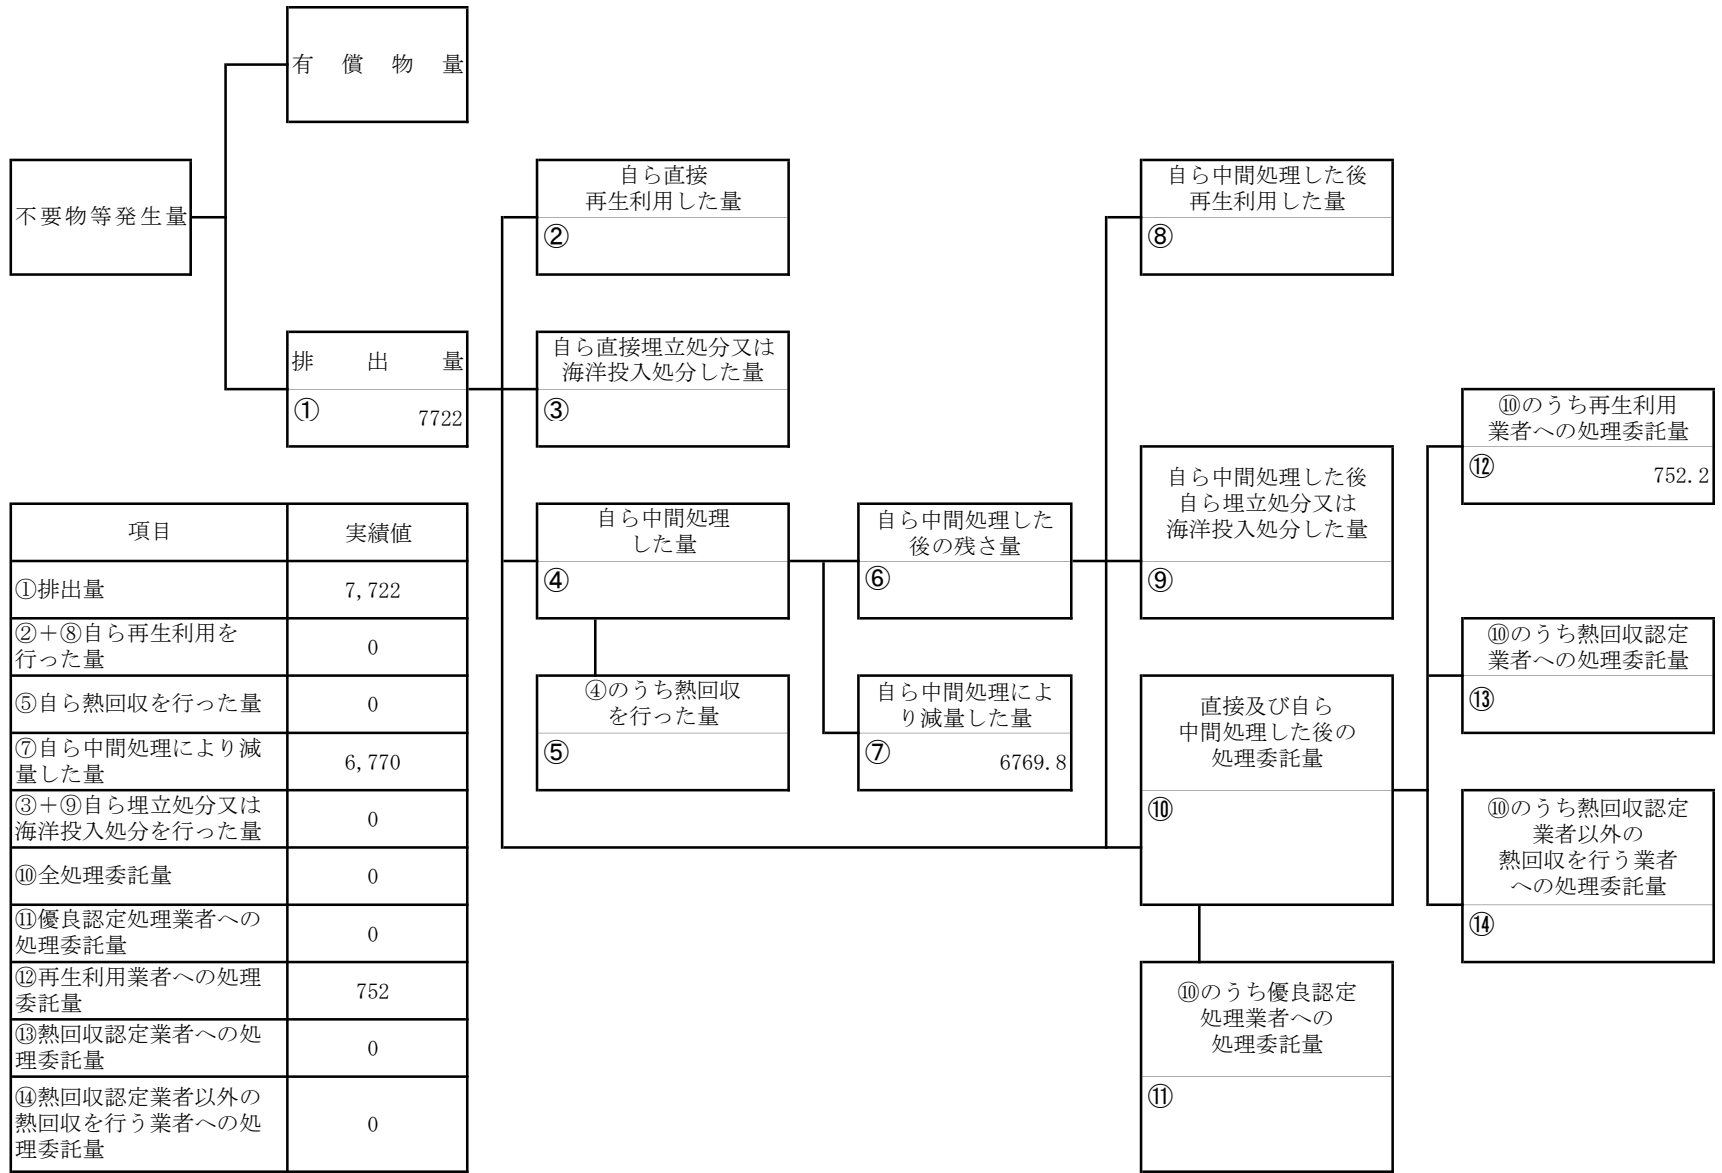 有償物量
不要物等発生量
自ら直接
再生利用した量
②
自ら中間処理した後
再生利用した量
⑧
排出量
① 7722
自ら直接埋立処分又は
海洋投入処分した量
③
⑩のうち再生利用
業者への処理委託量
⑫ 752.2
自ら中間処理
した量
④
自ら中間処理した
後の残さ量
⑥
自ら中間処理した後
自ら埋立処分又は
海洋投入処分した量
⑨
④のうち熱回収
を行った量
⑤
自ら中間処理によ
り減量した量
⑦ 6769.8
直接及び自ら
中間処理した後の
処理委託量
⑩
⑩のうち熱回収認定
業者への処理委託量
⑬
⑩のうち熱回収認定
業者以外の
熱回収を行う業者
への処理委託量
⑭
⑩のうち優良認定
処理業者への
処理委託量
⑪
項目 実績値
①排出量 7,722
②+⑧自ら再生利用を
行った量 0
⑤自ら熱回収を行った量 0
⑦自ら中間処理により減
量した量 6,770
③+⑨自ら埋立処分又は
海洋投入処分を行った量 0
⑩全処理委託量 0
⑪優良認定処理業者への
処理委託量 0
⑫再生利用業者への処理
委託量 752
⑬熱回収認定業者への処
理委託量 0
⑭熱回収認定業者以外の
熱回収を行う業者への処
理委託量 0